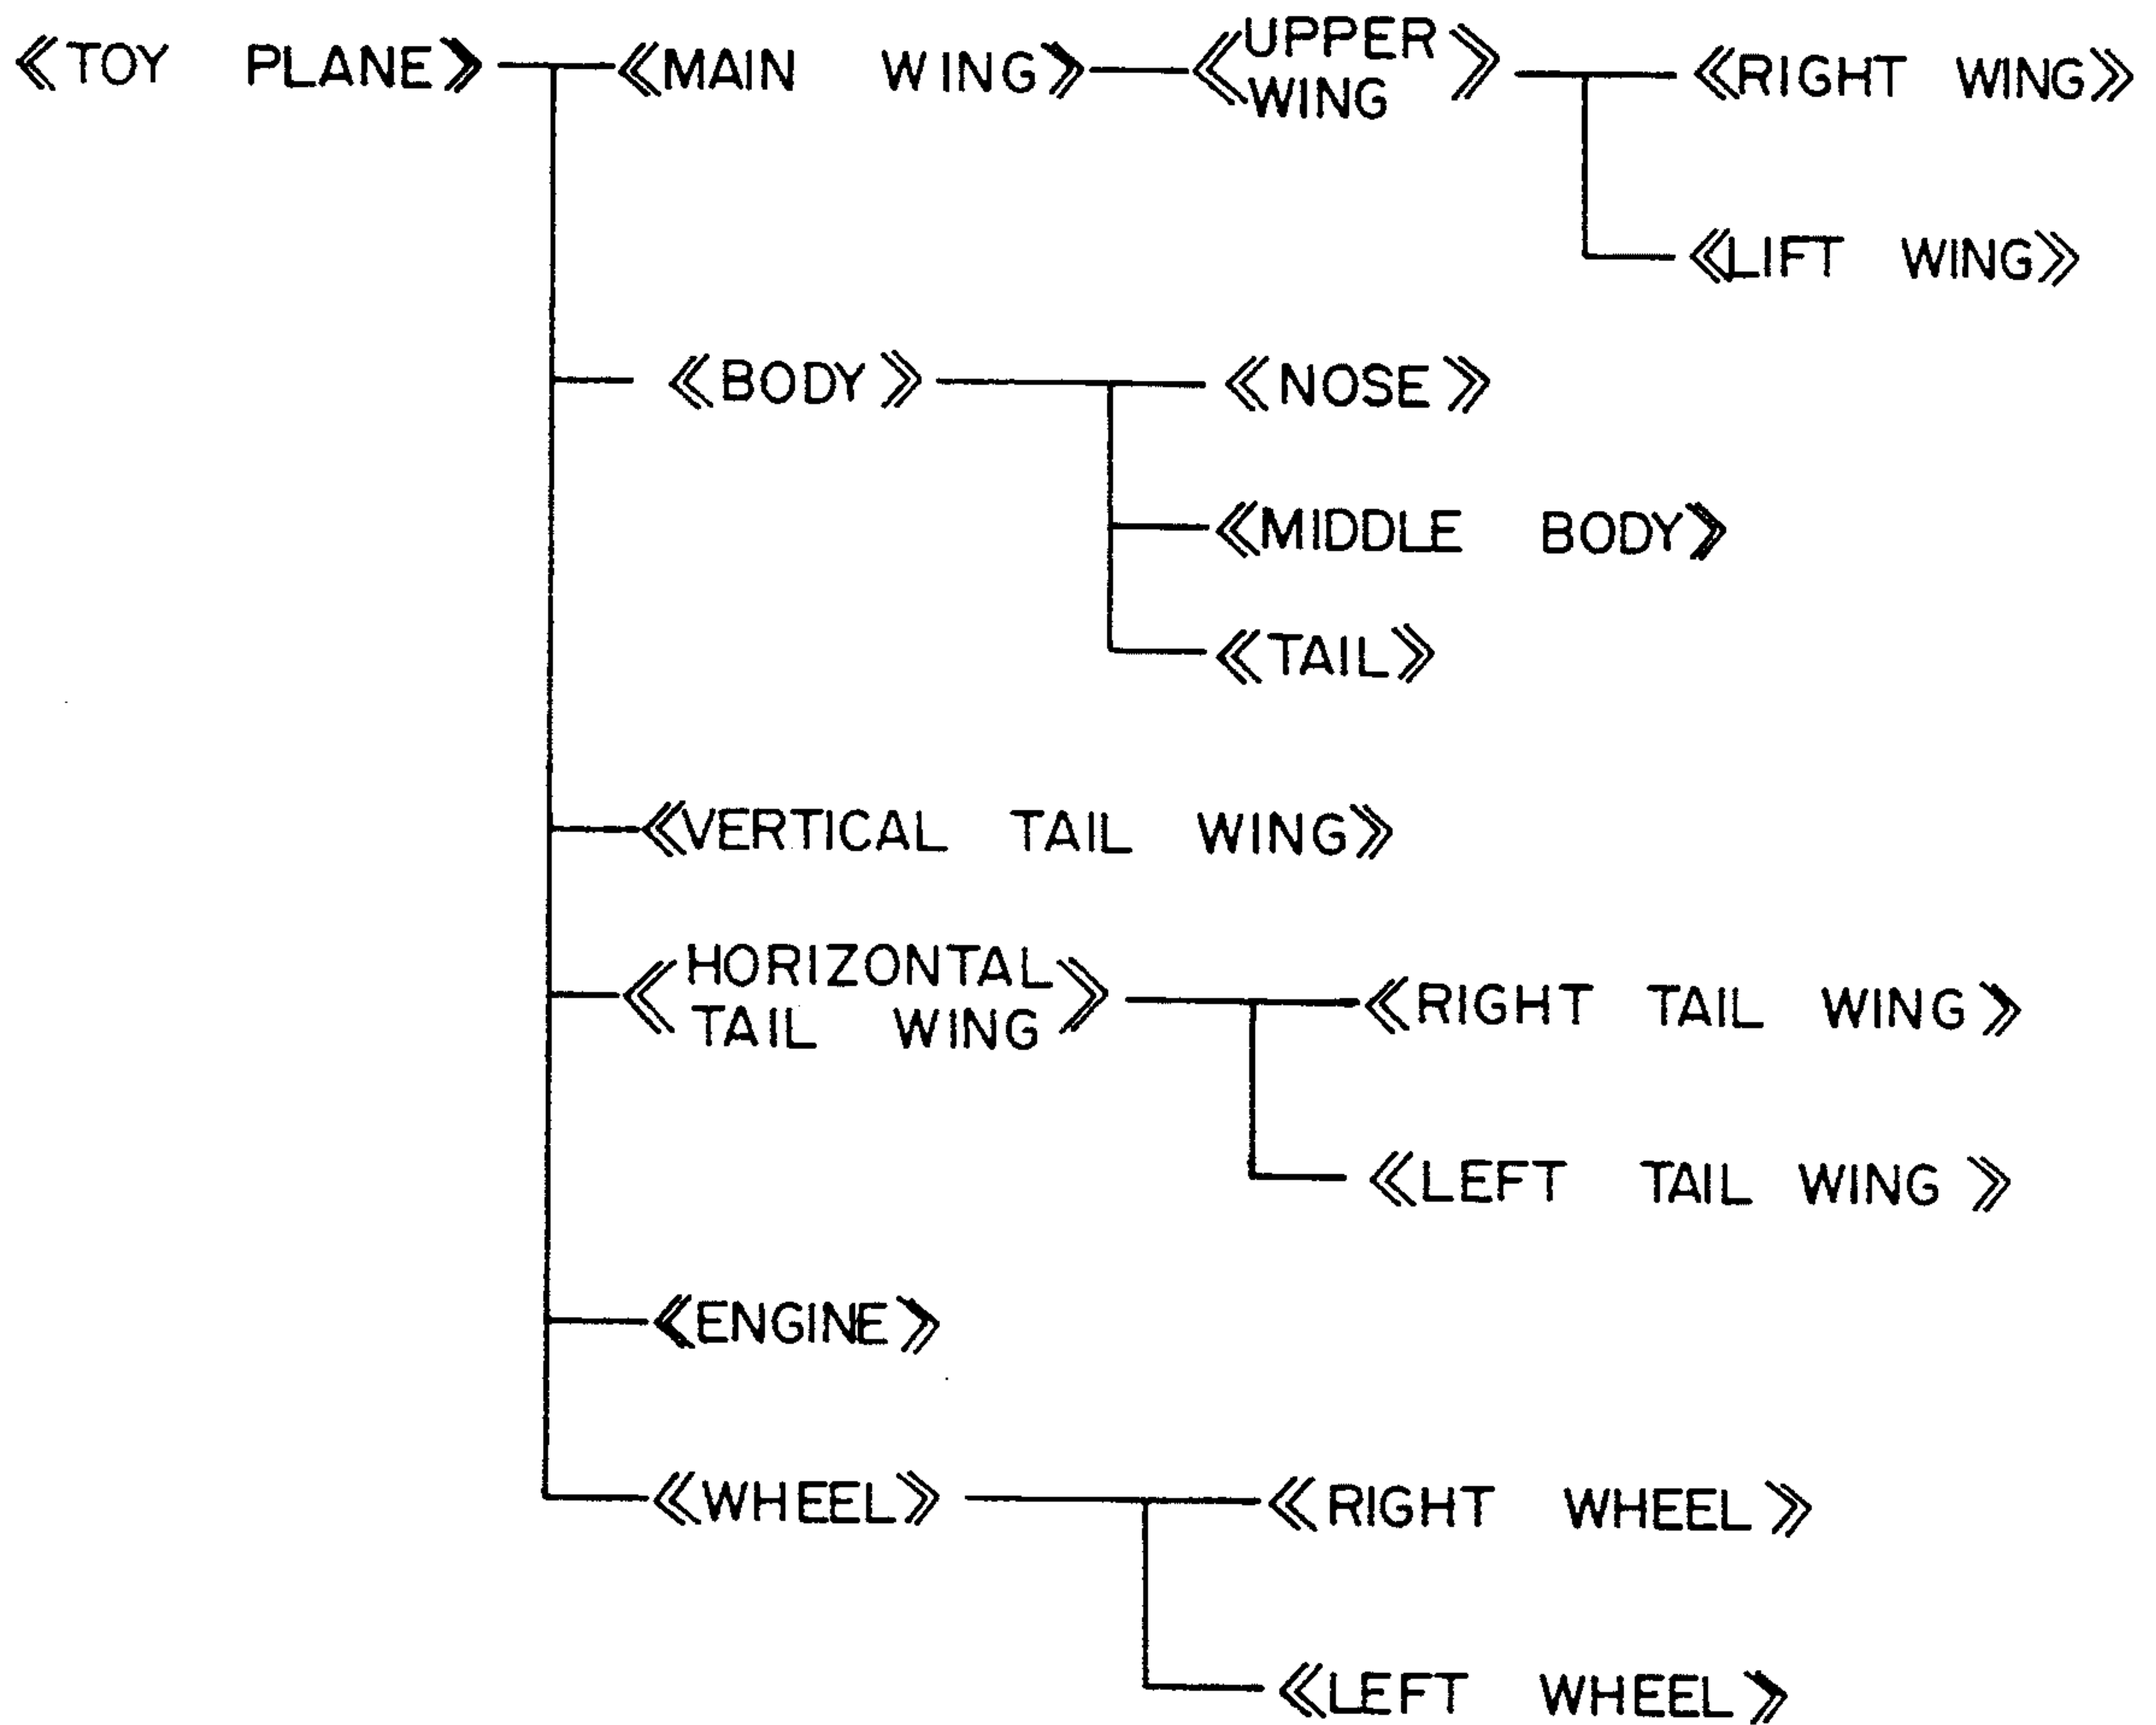 《TOY PLANE》 《MAIN WING》 《UPPER WING》 《RIGHT WING》
《LIFT WING》
《BODY》 《NOSE》
《MIDDLE BODY》
《TAIL》
《VERTICAL TAIL WING》
《HORIZONTAL TAIL WING》 《RIGHT TAIL WING》
《LEFT TAIL WING》
《ENGINE》
《WHEEL》 《RIGHT WHEEL》
《LEFT WHEEL》